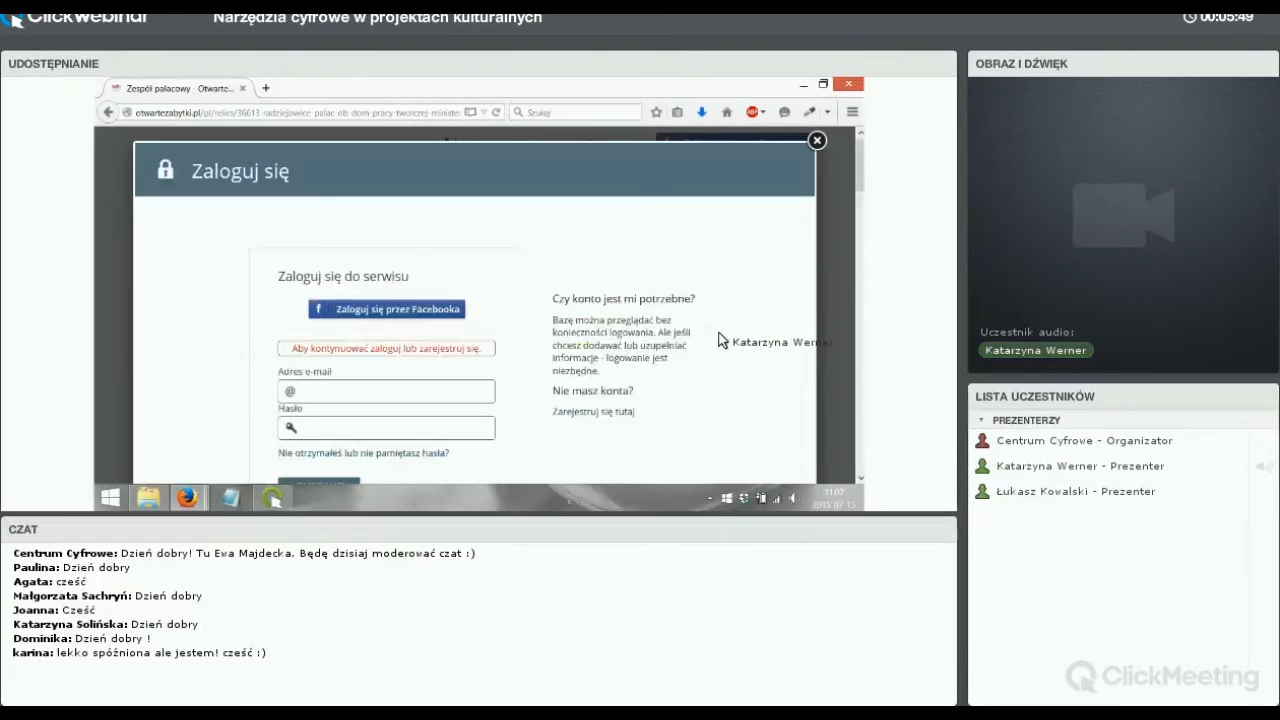 ClickWebinar
Narzędzia cyfrowe w projektach kulturalnych
00:05:49
UDOSTĘPNIANIE
Zespół pałacowy - Otwarte...
otwartezabytki.pl/pl/relics/36613-radziejowice-palac-ob-dom-pracy-tworczej-minister
Szukaj
Zaloguj się
Zaloguj się do serwisu
Zaloguj się przez Facebooka
Aby kontynuować zaloguj lub zarejestruj się.
Adres e-mail
@
Hasło
Nie otrzymałeś lub nie pamiętasz hasła?
Czy konto jest mi potrzebne?
Bazę można przeglądać bez
konieczności logowania. Ale jeśli
chcesz dodawać lub uzupełniać
informacje - logowanie jest
niezbędne.
Nie masz konta?
Zarejestruj się tutaj
Katarzyna Werner
11:07
2015-07-15
OBRAZ I DŹWIĘK
Uczestnik audio:
Katarzyna Werner
LISTA UCZESTNIKÓW
PREZENTERZY
Centrum Cyfrowe - Organizator
Katarzyna Werner - Prezenter
Łukasz Kowalski - Prezenter
CZAT
Centrum Cyfrowe: Dzień dobry! Tu Ewa Majdecka. Będę dzisiaj moderować czat :)
Paulina: Dzień dobry
Agata: cześć
Małgorzata Sachryń: Dzień dobry
Joanna: Cześć
Katarzyna Solińska: Dzień dobry
Dominika: Dzień dobry !
karina: lekko spóźniona ale jestem! cześć :)
ClickMeeting